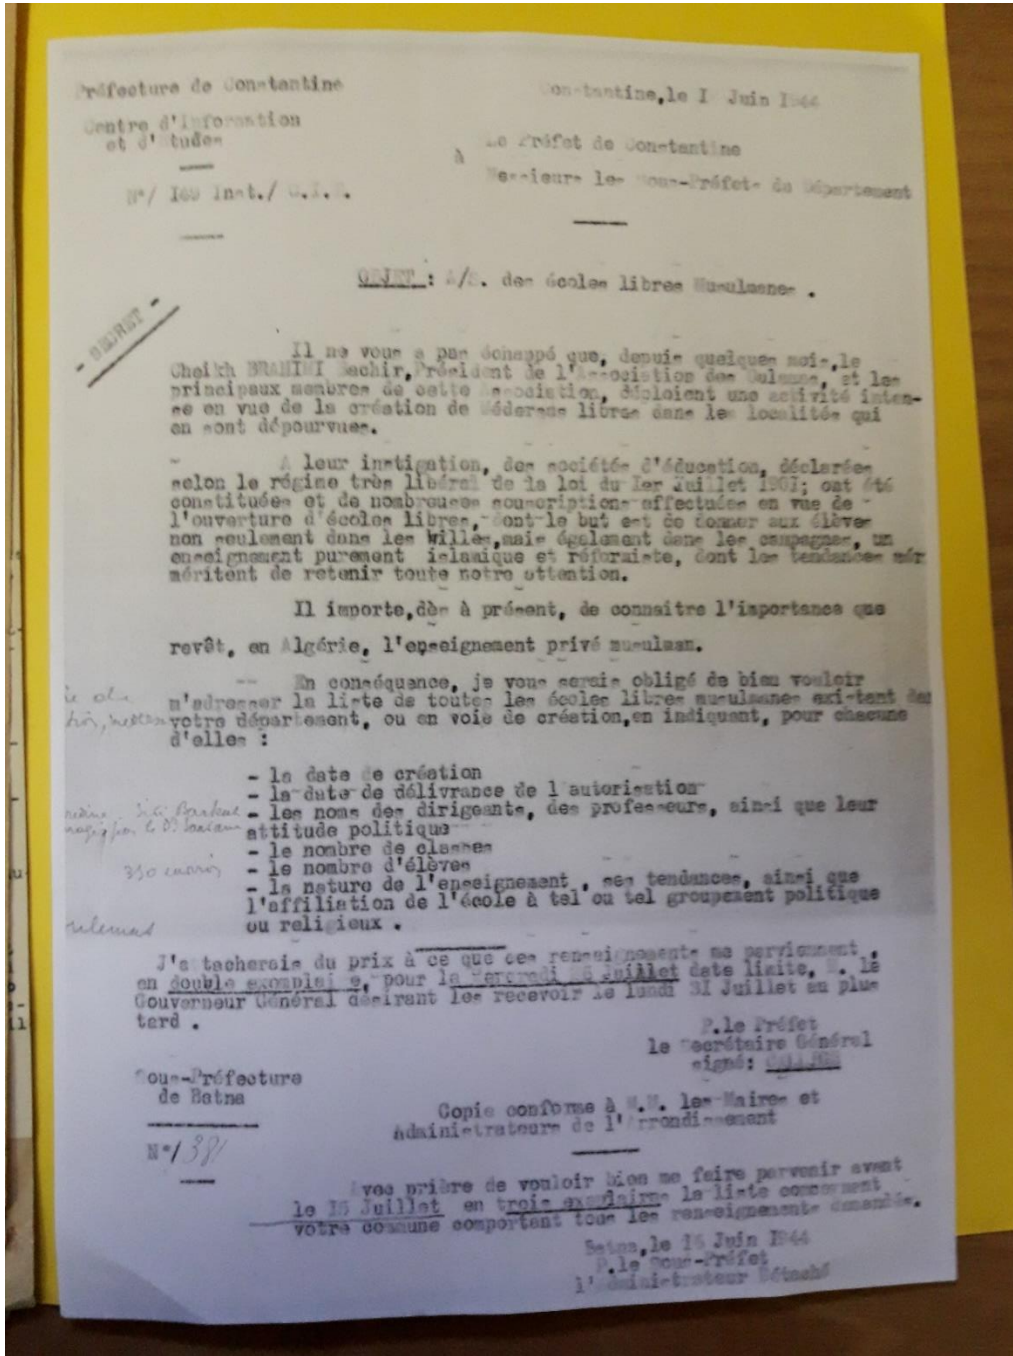 Préfecture de Constantine
Constantine, le 1 Juin 1944
Centre d'Information
et d'Etudes
Le Préfet de Constantine
à
Messieurs les Sous-Préfets du Département
N°/ 169 Inst./ C.I.E.
OBJET : A/S. des écoles libres Musulmanes .
- SECRET -
Il ne vous a pas échappé que, depuis quelques mois, le
Cheikh BRAHIMI Bachir, Président de l'Association des Oulamas, et les
principaux membres de cette Association, déploient une activité inten-
se en vue de la création de Médersas libres dans les localités qui
en sont dépourvues.
A leur instigation, des sociétés d'éducation, déclarées
selon le régime très libéral de la loi du 1er Juillet 1901; ont été
constituées et de nombreuses souscriptions effectuées en vue de -
l'ouverture d'écoles libres, dont le but est de donner aux élèves
non seulement dans les villes, mais également dans les campagnes, un
enseignement purement islamique et réformiste, dont les tendances mér
méritent de retenir toute notre attention.
Il importe, dès à présent, de connaitre l'importance que
revêt, en Algérie, l'enseignement privé musulman.
En conséquance, je vous serais obligé de bien vouloir
m'adresser la liste de toutes les écoles libres musulmanes existant dan
votre département, ou en voie de création, en indiquant, pour chacune
d'elles :
- la date de création
- la date de délivrance de l'autorisation
- les noms des dirigeants, des professeurs, ainsi que leur
attitude politique
- le nombre de classes
- le nombre d'élèves
350 environ
- la nature de l'enseignement , ses tendances, ainsi que
l'affiliation de l'école à tel ou tel groupement politique
ou religieux .
ulemas
J'a tacherais du prix à ce que ces renseignements me parviennent ,
en double exemplai e, pour la Mercredi 26 Juillet date limite, M. le
Gouverneur Général désirant les recevoir le lundi 31 Juillet au plus
tard .
P.le Préfet
le Secrétaire Général
signé:
Sous-Préfecture
de Batna
Copie conforme à M.M. les Maires et
Administrateurs de l'Arrondissement
N°/381
Avec prière de vouloir bien me faire parvenir avant
le 15 Juillet en trois exemplaires la liste concernant
votre commune comportant tous les renseignements demandés.
Batna, le 16 Juin 1944
P.le Sous-Préfet
l'Administrateur Détaché